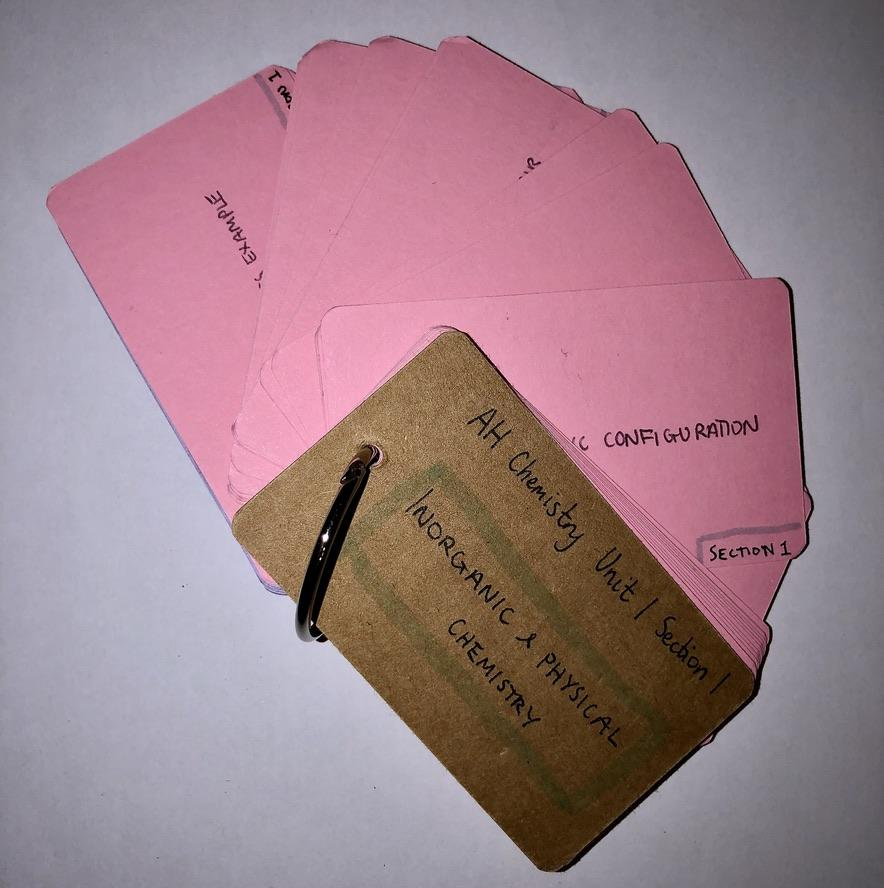 AH Chemistry Unit 1 Section 1
INORGANIC & PHYSICAL
CHEMISTRY
CONFIGURATION
SECTION 1
EXAMPLE